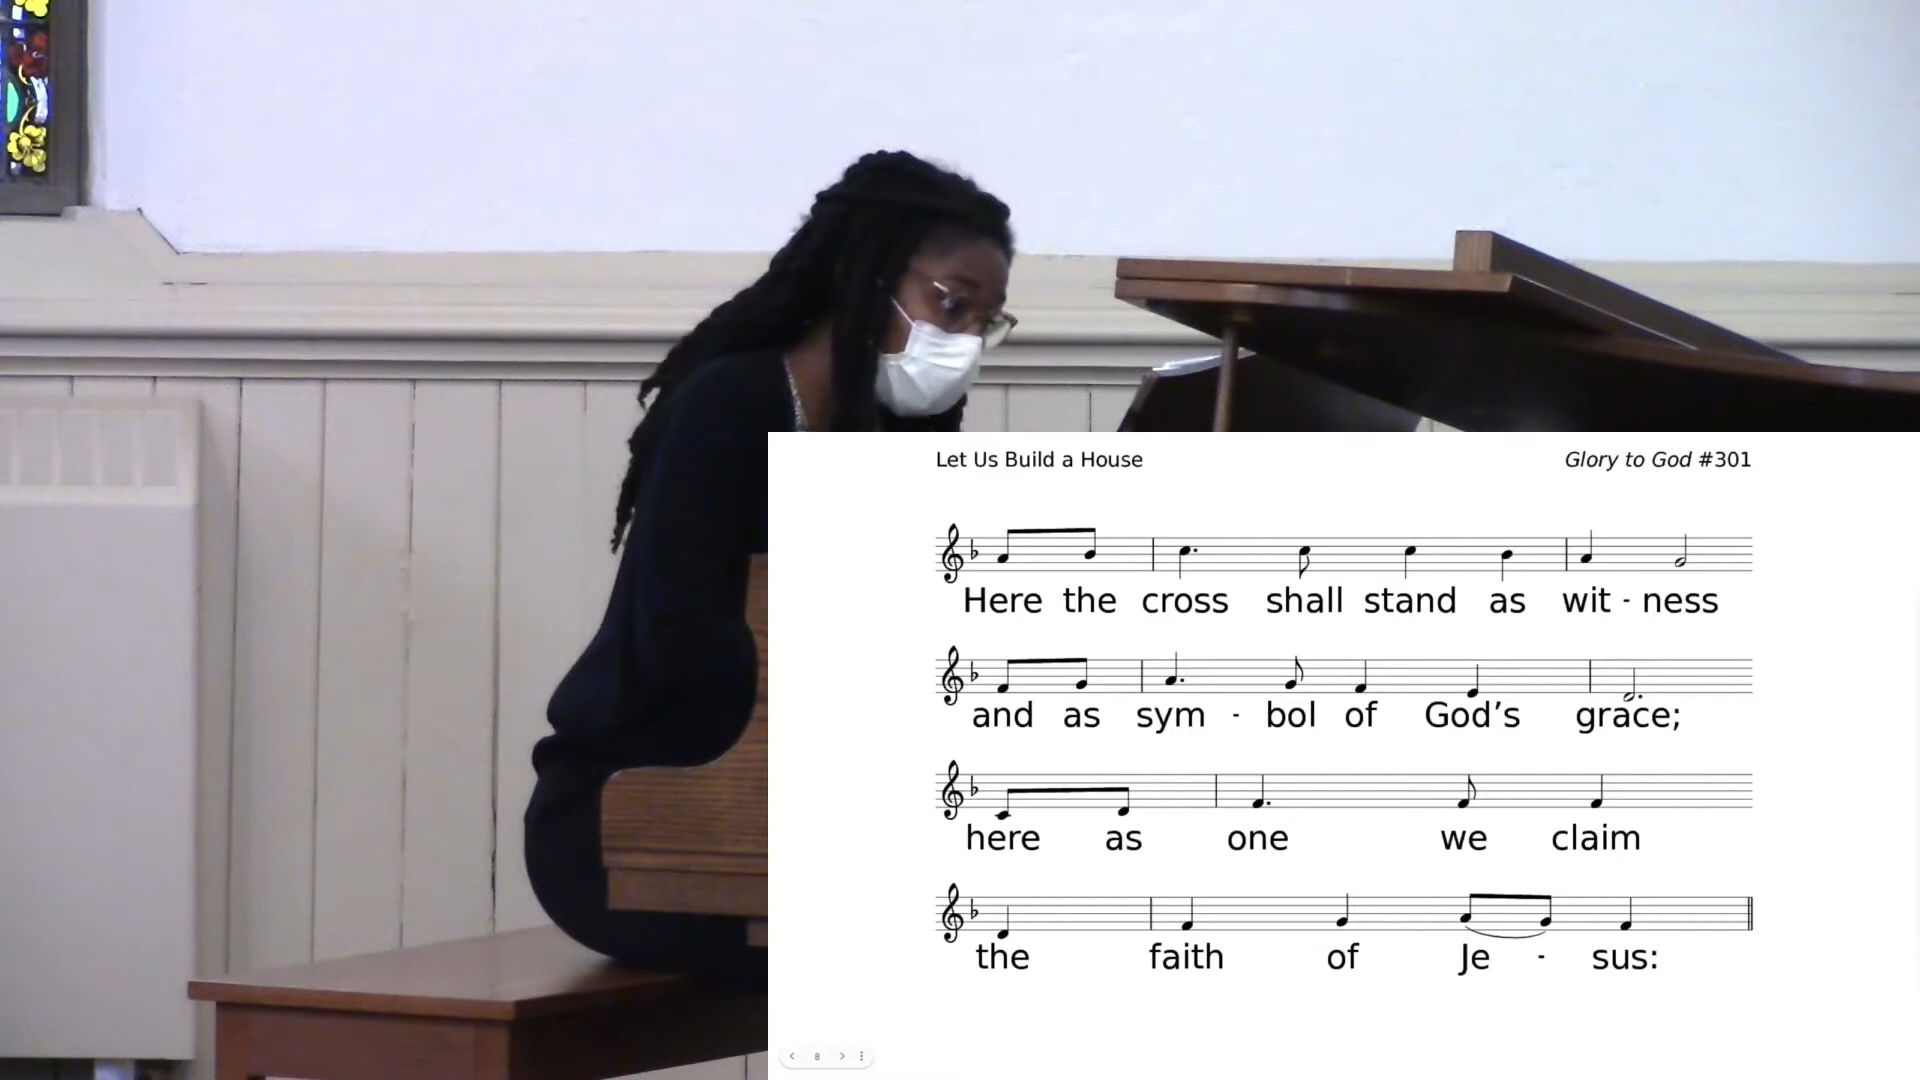 Let Us Build a House Glory to God #301
Here the cross shall stand as wit - ness
and as sym - bol of God’s grace;
here as one we claim
the faith of Je - sus:
8